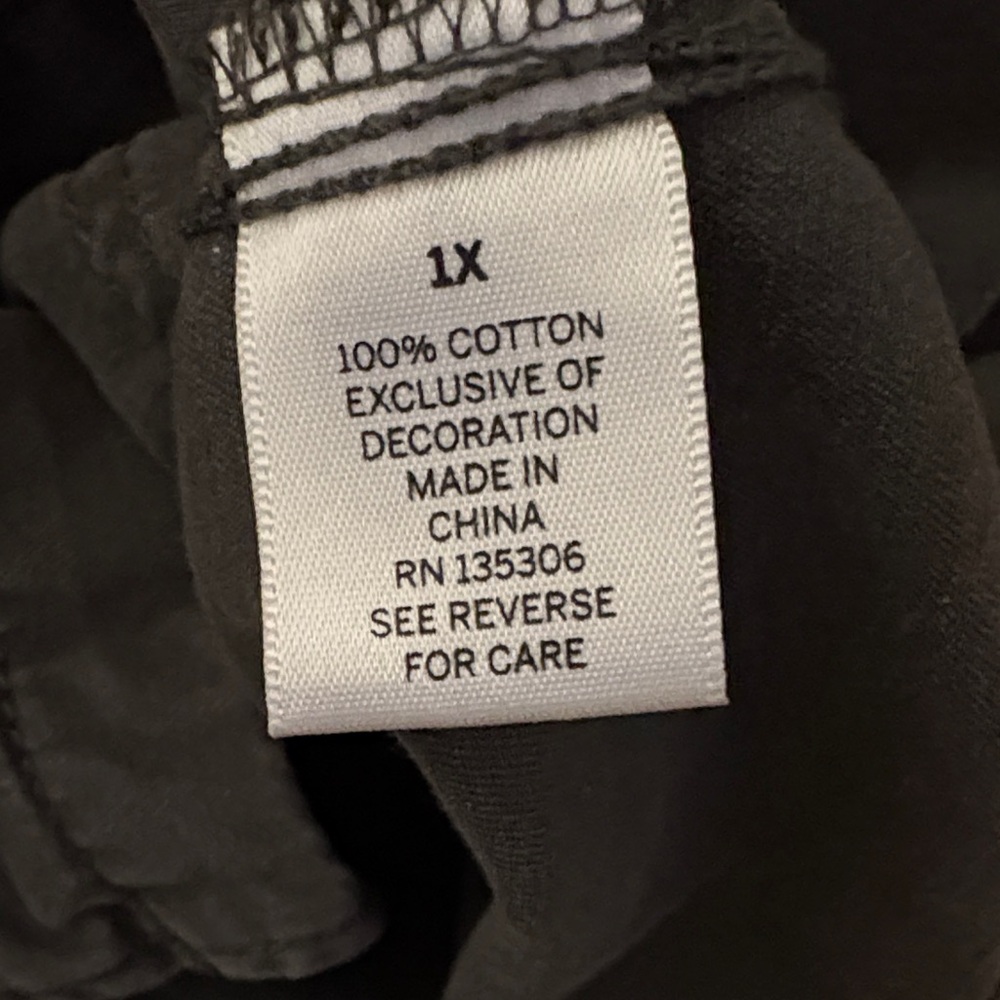 1X
100% COTTON
EXCLUSIVE OF
DECORATION
MADE IN
CHINA
RN 135306
SEE REVERSE
FOR CARE